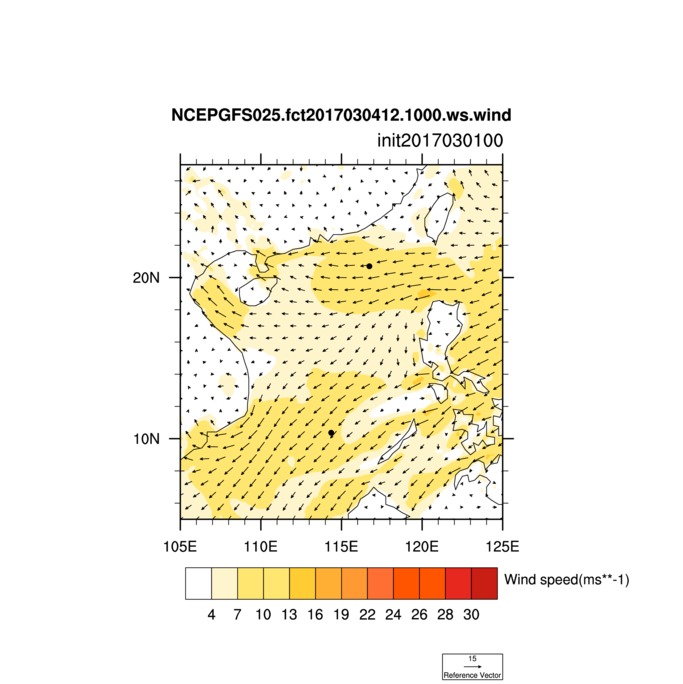 NCEPGFS025.fct2017030412.1000.ws.wind
init2017030100
20N
10N
105E 110E 115E 120E 125E
Wind speed(ms**-1)
4 7 10 13 16 19 22 24 26 28 30
15
Reference Vector